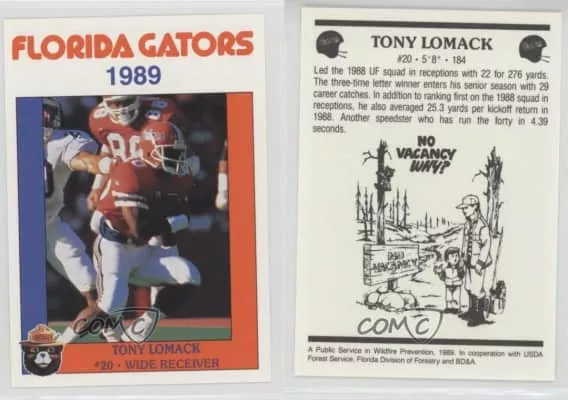 FLORIDA GATORS
1989
COMC
TONY LOMACK
#20 • WIDE RECEIVER
TONY LOMACK
#20 • 5'8" • 184
Led the 1988 UF squad in receptions with 22 for 276 yards.
The three-time letter winner enters his senior season with 29
career catches. In addition to ranking first on the 1988 squad in
receptions, he also averaged 25.3 yards per kickoff return in
1988. Another speedster who has run the forty in 4.39
seconds.
NO
VACANCY
WHY?
NO
VACANCY
COMC
A Public Service in Wildfire Prevention, 1989. In cooperation with USDA
Forest Service, Florida Division of Forestry and BD&A.